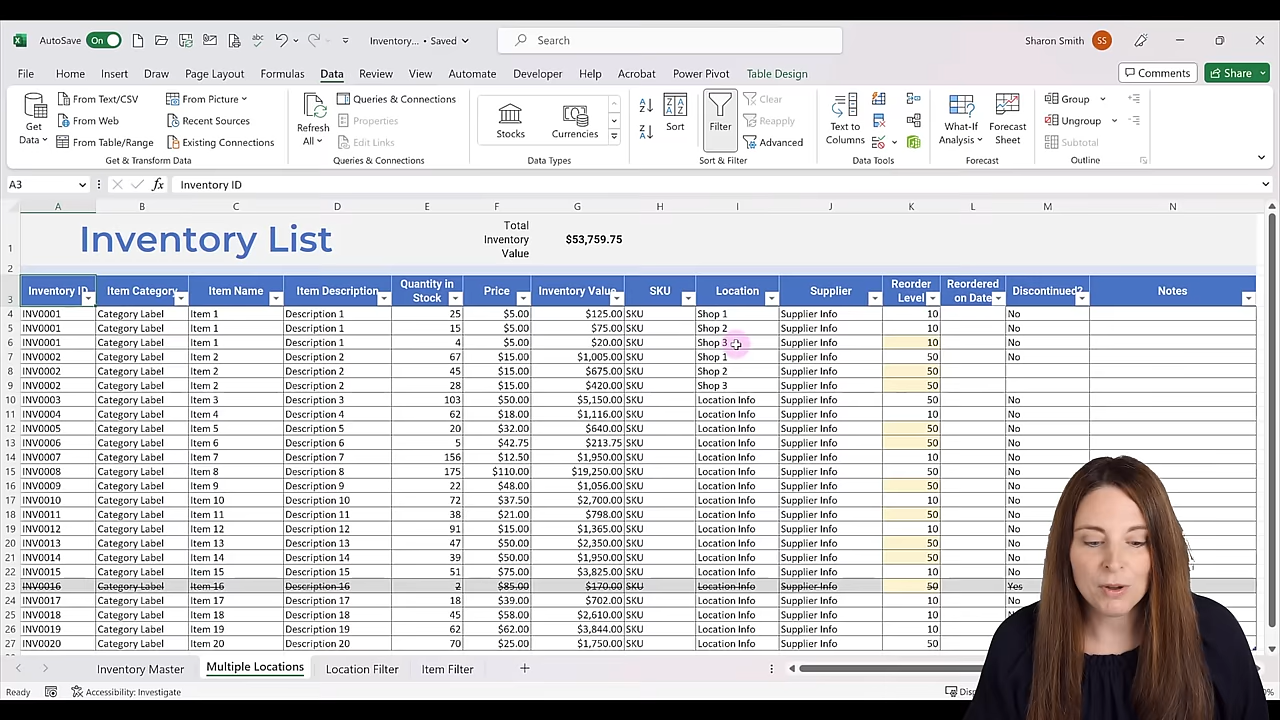 AutoSave On Inventory... • Saved Search Sharon Smith SS
File Home Insert Draw Page Layout Formulas Data Review View Automate Developer Help Acrobat Power Pivot Table Design Comments Share
From Text/CSV From Picture Queries & Connections Clear Group
From Web Recent Sources Properties Reapply Ungroup
From Table/Range Existing Connections Edit Links Advanced Subtotal
Get Data Refresh All Stocks Currencies Sort Filter Text to Columns What-If Analysis Forecast Sheet
Get & Transform Data Queries & Connections Data Types Sort & Filter Data Tools Forecast Outline
A3 fx Inventory ID
A B C D E F G H I J K L M N
1 Inventory List Total Inventory Value $53,759.75
2
3 Inventory ID Item Category Item Name Item Description Quantity in Stock Price Inventory Value SKU Location Supplier Reorder Level Reordered on Date Discontinued? Notes
4 INV0001 Category Label Item 1 Description 1 25 $5.00 $125.00 SKU Shop 1 Supplier Info 10 No
5 INV0001 Category Label Item 1 Description 1 15 $5.00 $75.00 SKU Shop 2 Supplier Info 10 No
6 INV0001 Category Label Item 1 Description 1 4 $5.00 $20.00 SKU Shop 3 Supplier Info 10 No
7 INV0002 Category Label Item 2 Description 2 67 $15.00 $1,005.00 SKU Shop 1 Supplier Info 50 No
8 INV0002 Category Label Item 2 Description 2 45 $15.00 $675.00 SKU Shop 2 Supplier Info 50
9 INV0002 Category Label Item 2 Description 2 28 $15.00 $420.00 SKU Shop 3 Supplier Info 50
10 INV0003 Category Label Item 3 Description 3 103 $50.00 $5,150.00 SKU Location Info Supplier Info 50 No
11 INV0004 Category Label Item 4 Description 4 62 $18.00 $1,116.00 SKU Location Info Supplier Info 10 No
12 INV0005 Category Label Item 5 Description 5 20 $32.00 $640.00 SKU Location Info Supplier Info 50 No
13 INV0006 Category Label Item 6 Description 6 5 $42.75 $213.75 SKU Location Info Supplier Info 50 No
14 INV0007 Category Label Item 7 Description 7 156 $12.50 $1,950.00 SKU Location Info Supplier Info 10 No
15 INV0008 Category Label Item 8 Description 8 175 $110.00 $19,250.00 SKU Location Info Supplier Info 50 No
16 INV0009 Category Label Item 9 Description 9 22 $48.00 $1,056.00 SKU Location Info Supplier Info 50 No
17 INV0010 Category Label Item 10 Description 10 72 $37.50 $2,700.00 SKU Location Info Supplier Info 10 No
18 INV0011 Category Label Item 11 Description 11 38 $21.00 $798.00 SKU Location Info Supplier Info 50 No
19 INV0012 Category Label Item 12 Description 12 91 $15.00 $1,365.00 SKU Location Info Supplier Info 10 No
20 INV0013 Category Label Item 13 Description 13 47 $50.00 $2,350.00 SKU Location Info Supplier Info 50 No
21 INV0014 Category Label Item 14 Description 14 39 $50.00 $1,950.00 SKU Location Info Supplier Info 50 No
22 INV0015 Category Label Item 15 Description 15 51 $75.00 $3,825.00 SKU Location Info Supplier Info 10 No
23 INV0016 Category Label Item 16 Description 16 2 $85.00 $170.00 SKU Location Info Supplier Info 50 Yes
24 INV0017 Category Label Item 17 Description 17 18 $39.00 $702.00 SKU Location Info Supplier Info 10 No
25 INV0018 Category Label Item 18 Description 18 45 $58.00 $2,610.00 SKU Location Info Supplier Info 10
26 INV0019 Category Label Item 19 Description 19 62 $62.00 $3,844.00 SKU Location Info Supplier Info 10
27 INV0020 Category Label Item 20 Description 20 70 $25.00 $1,750.00 SKU Location Info Supplier Info 10
Inventory Master Multiple Locations Location Filter Item Filter
Ready Accessibility: Investigate